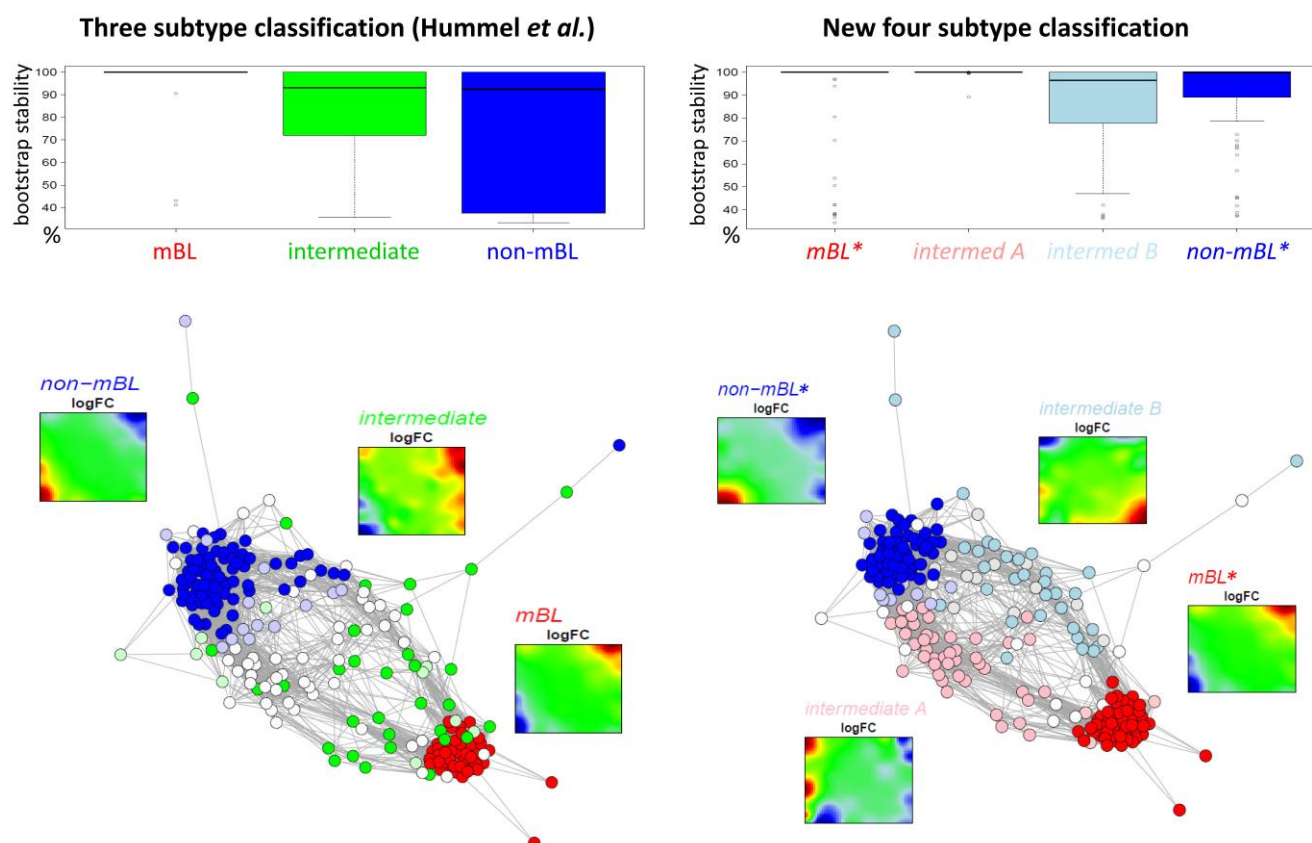 Three subtype classification (Hummel et al.)
bootstrap stability
100
90
80
70
60
50
40
%
mBL
intermediate
non-mBL
New four subtype classification
bootstrap stability
100
90
80
70
60
50
40
%
mBL*
intermed A
intermed B
non-mBL*
non-mBL
logFC
intermediate
logFC
mBL
logFC
non-mBL*
logFC
intermediate B
logFC
mBL*
logFC
intermediate A
logFC